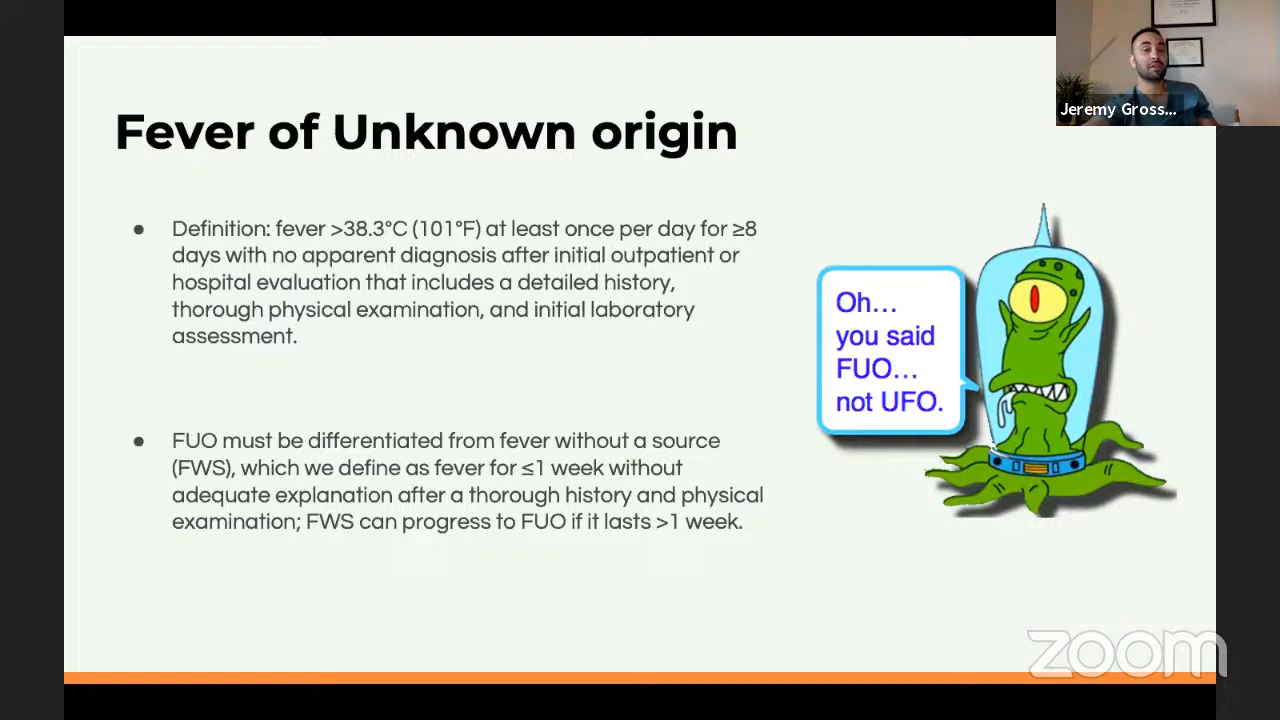 Jeremy Gross...
Fever of Unknown origin
● Definition: fever >38.3ºC (101ºF) at least once per day for ≥8
days with no apparent diagnosis after initial outpatient or
hospital evaluation that includes a detailed history,
thorough physical examination, and initial laboratory
assessment.
Oh...
you said
FUO...
not UFO.
● FUO must be differentiated from fever without a source
(FWS), which we define as fever for ≤1 week without
adequate explanation after a thorough history and physical
examination; FWS can progress to FUO if it lasts >1 week.
zoom